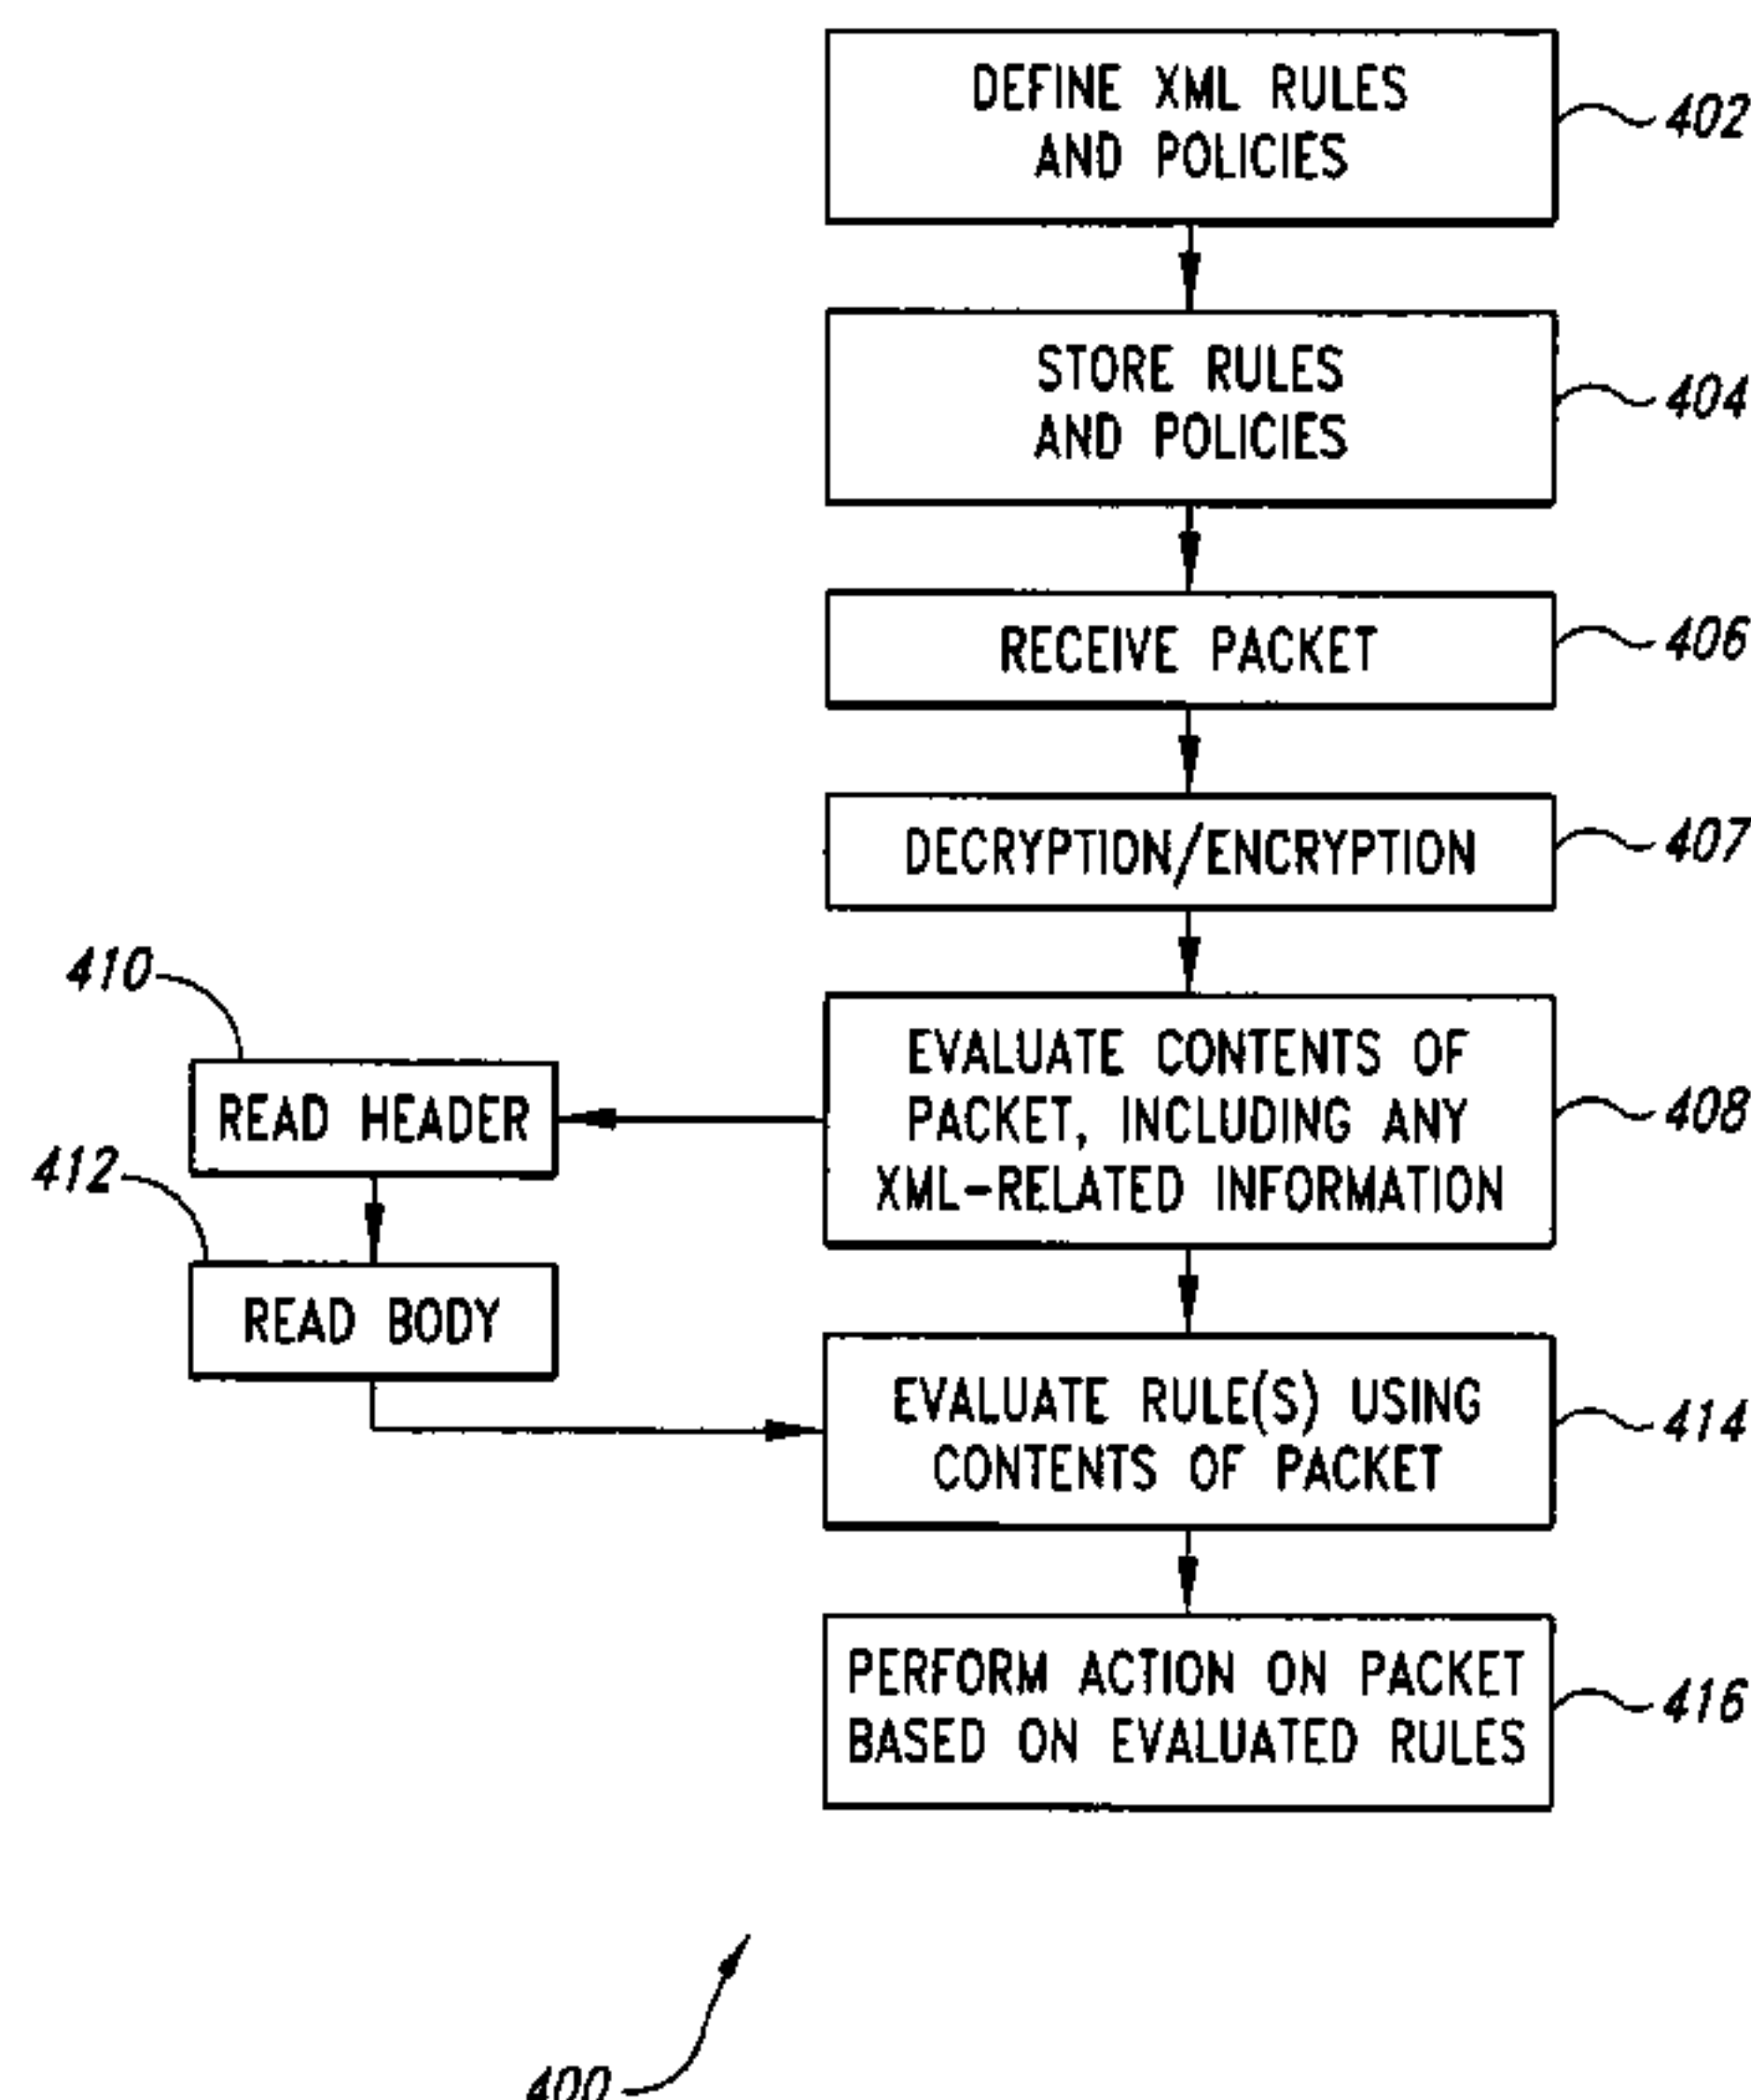 DEFINE XML RULES
AND POLICIES
402
STORE RULES
AND POLICIES
404
RECEIVE PACKET
406
DECRYPTION/ENCRYPTION
407
EVALUATE CONTENTS OF
PACKET, INCLUDING ANY
XML-RELATED INFORMATION
408
410
READ HEADER
412
READ BODY
EVALUATE RULE(S) USING
CONTENTS OF PACKET
414
PERFORM ACTION ON PACKET
BASED ON EVALUATED RULES
416
400